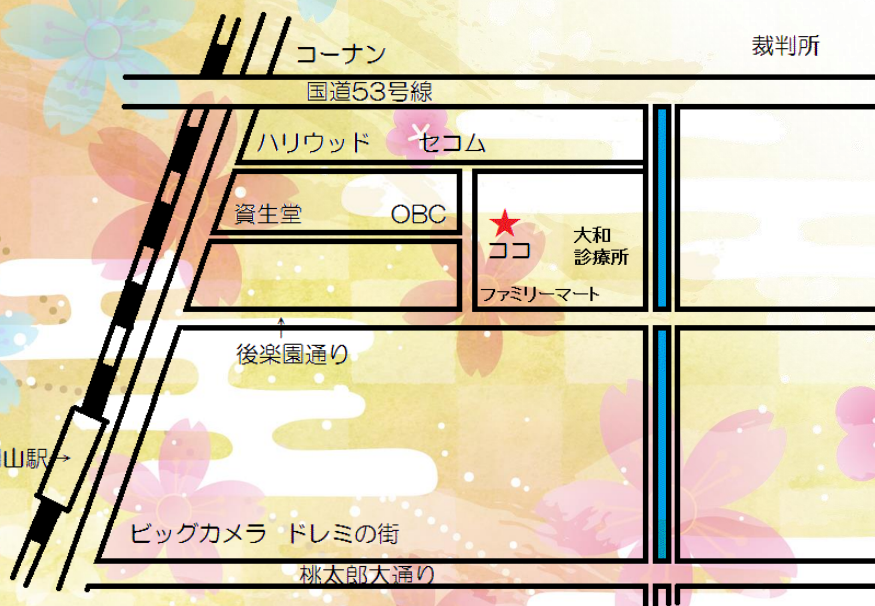 コーナン
裁判所
国道53号線
ハリウッド
セコム
資生堂
OBC
ココ
大和
診療所
ファミリーマート
↑
後楽園通り
山駅→
ビッグカメラ
ドレミの街
桃太郎大通り